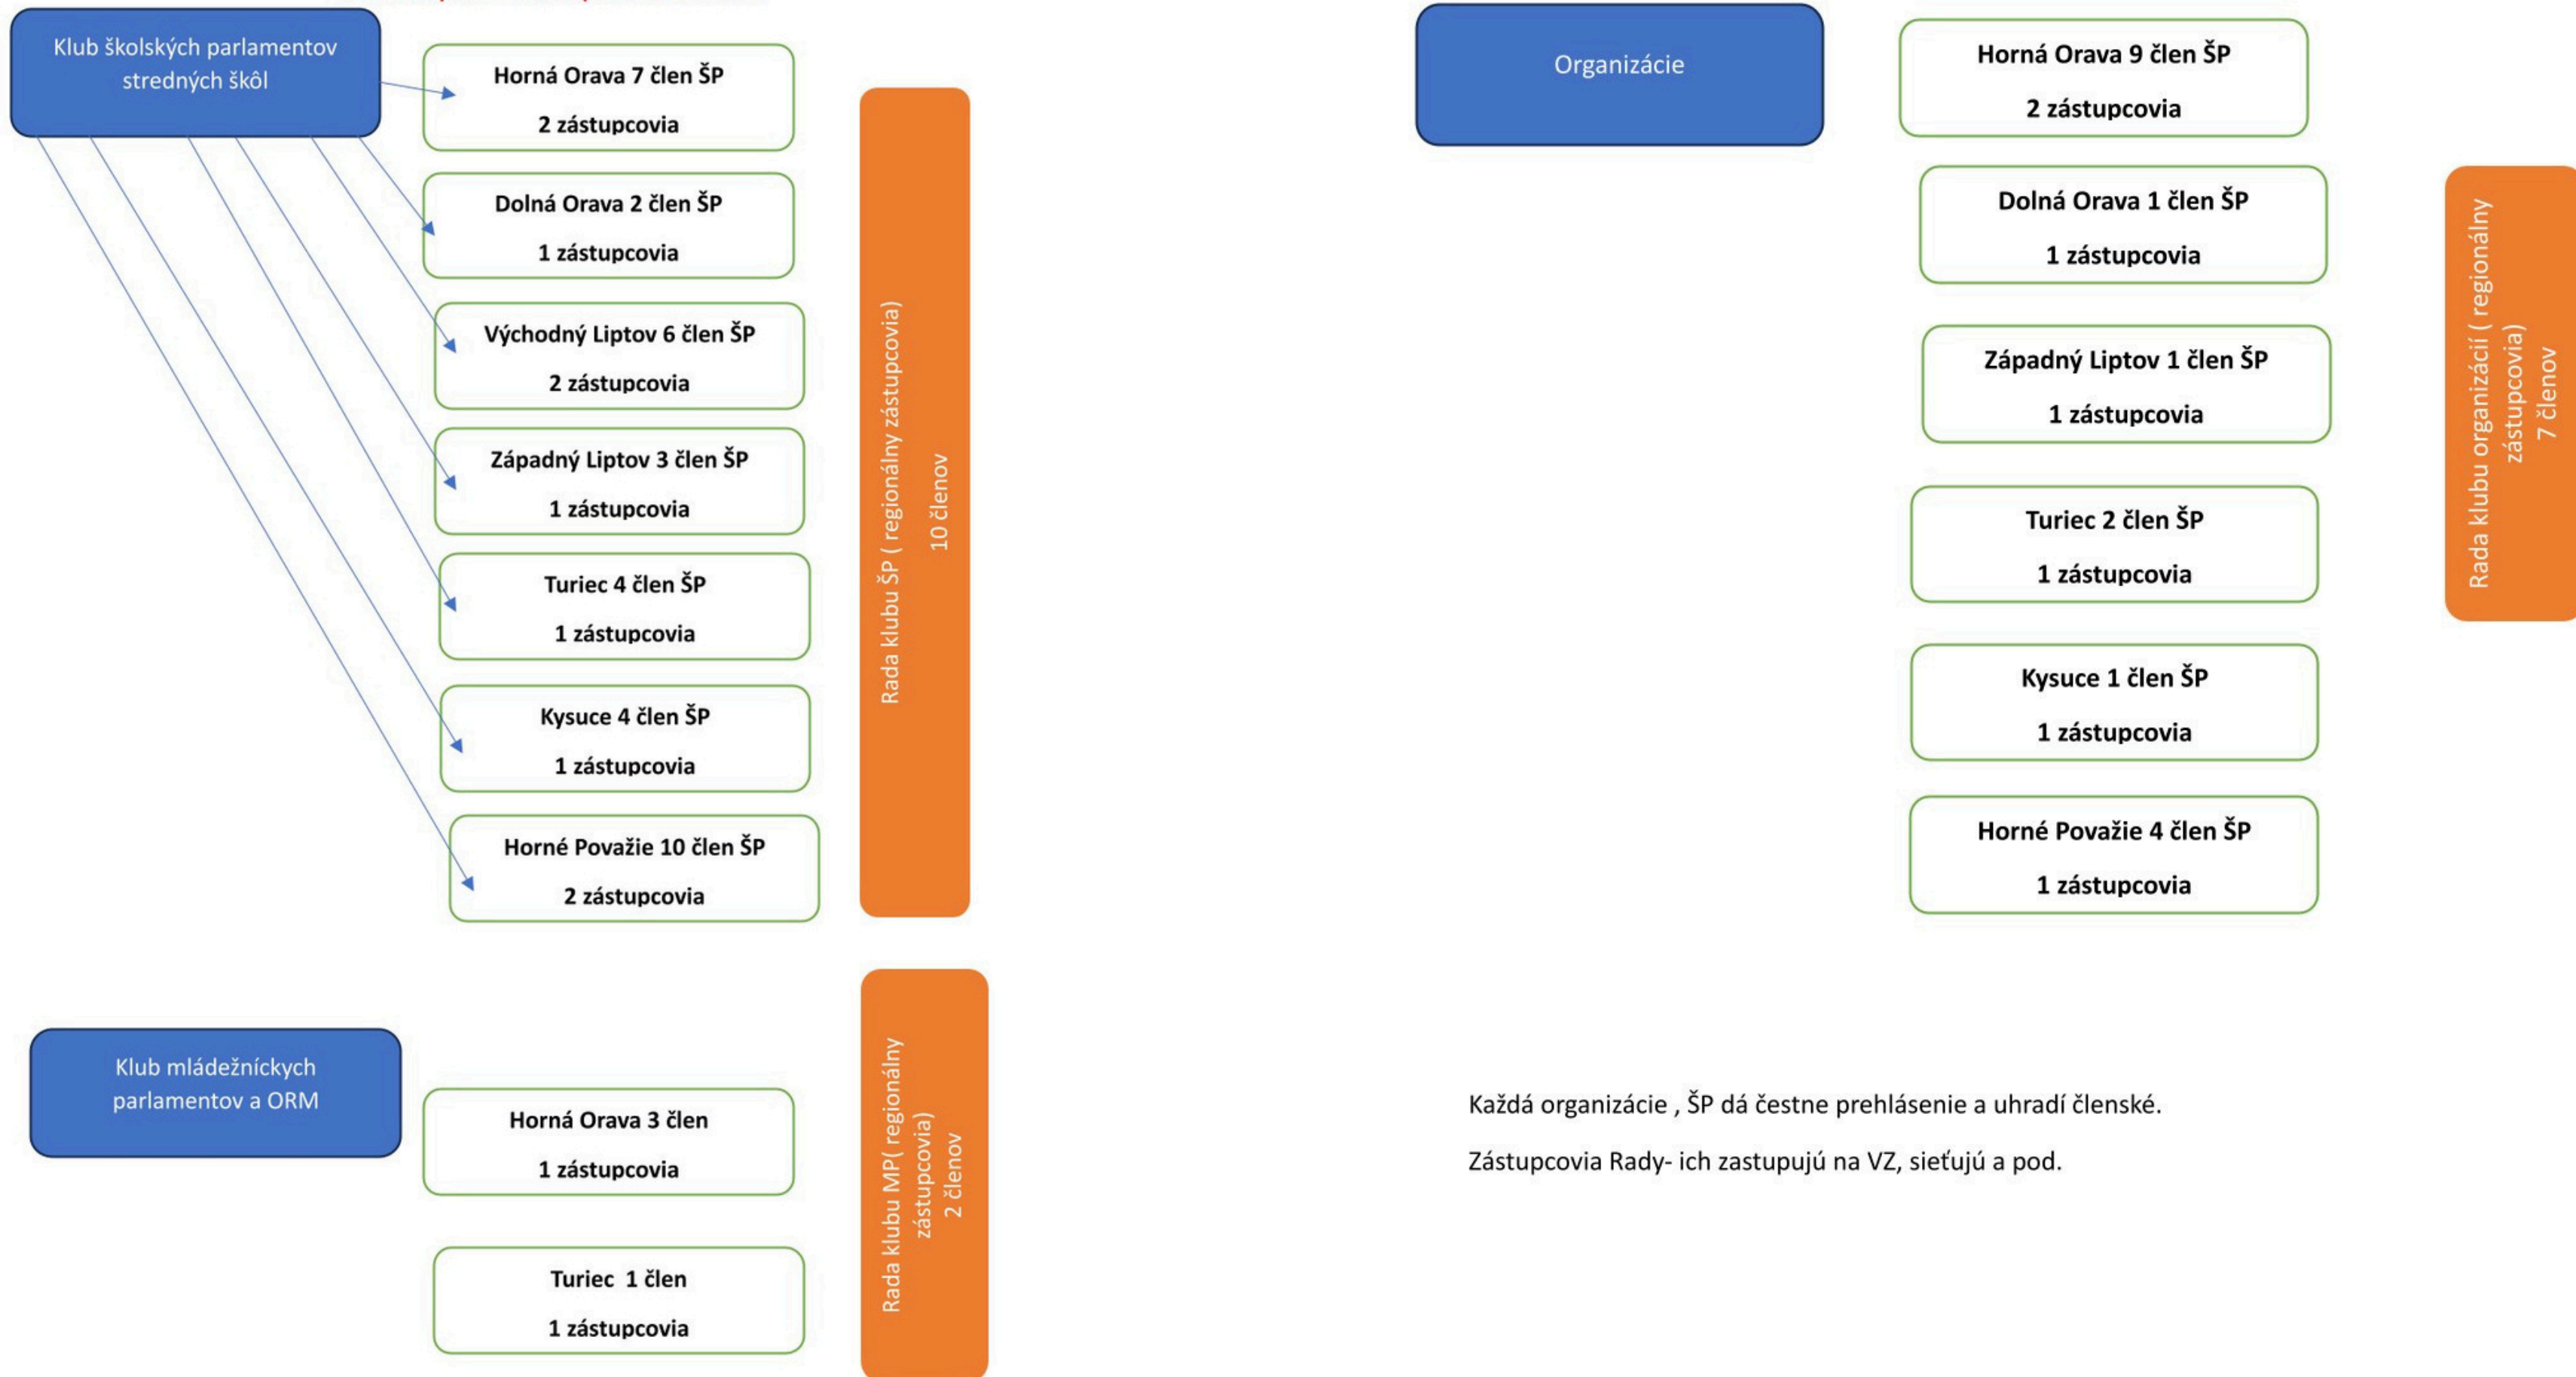 Klub školských parlamentov
stredných škôl
Horná Orava 7 člen ŠP
2 zástupcovia
Dolná Orava 2 člen ŠP
1 zástupcovia
Východný Liptov 6 člen ŠP
2 zástupcovia
Západný Liptov 3 člen ŠP
1 zástupcovia
Turiec 4 člen ŠP
1 zástupcovia
Kysuce 4 člen ŠP
1 zástupcovia
Horné Považie 10 člen ŠP
2 zástupcovia
Rada klubu ŠP ( regionálny zástupcovia)
10 členov
Klub mládežníckych
parlamentov a ORM
Horná Orava 3 člen
1 zástupcovia
Turiec 1 člen
1 zástupcovia
Rada klubu MP( regionálny
zástupcovia)
2 členov
Organizácie
Horná Orava 9 člen ŠP
2 zástupcovia
Dolná Orava 1 člen ŠP
1 zástupcovia
Západný Liptov 1 člen ŠP
1 zástupcovia
Turiec 2 člen ŠP
1 zástupcovia
Kysuce 1 člen ŠP
1 zástupcovia
Horné Považie 4 člen ŠP
1 zástupcovia
Rada klubu organizácií ( regionálny
zástupcovia)
7 členov
Každá organizácie , ŠP dá čestne prehlásenie a uhradí členské.
Zástupcovia Rady- ich zastupujú na VZ, sieťujú a pod.